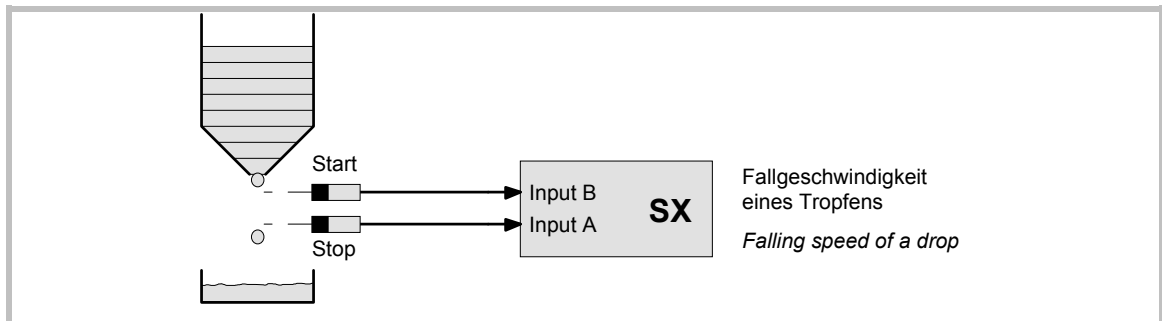 Start
Input B
Input A
SX
Stop
Fallgeschwindigkeit
eines Tropfens
Falling speed of a drop